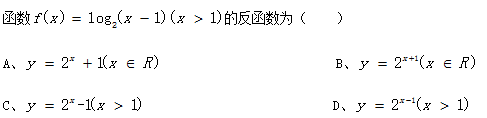 函数f(x) = log₂(x − 1)(x > 1)的反函数为（　　）
A、y = 2ˣ + 1(x ∈ R)　　B、y = 2ˣ⁺¹(x ∈ R)
C、y = 2ˣ-1(x > 1)　　D、y = 2ˣ⁻¹(x > 1)